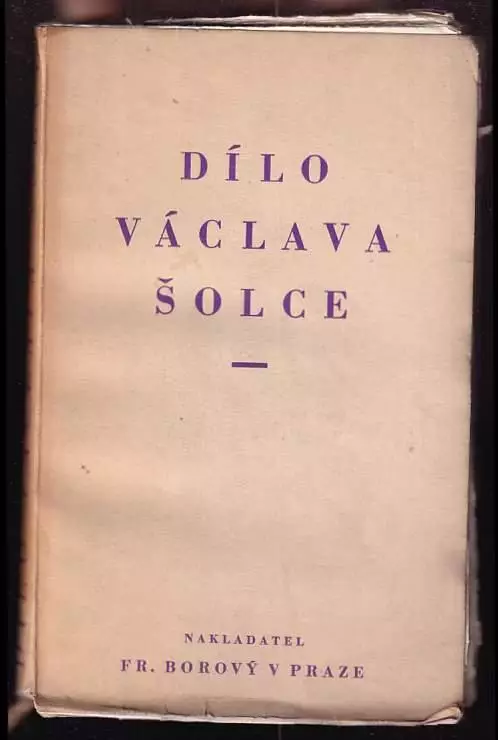 DÍLO
VÁCLAVA
ŠOLCE
NAKLADATEL
FR. BOROVÝ V PRAZE